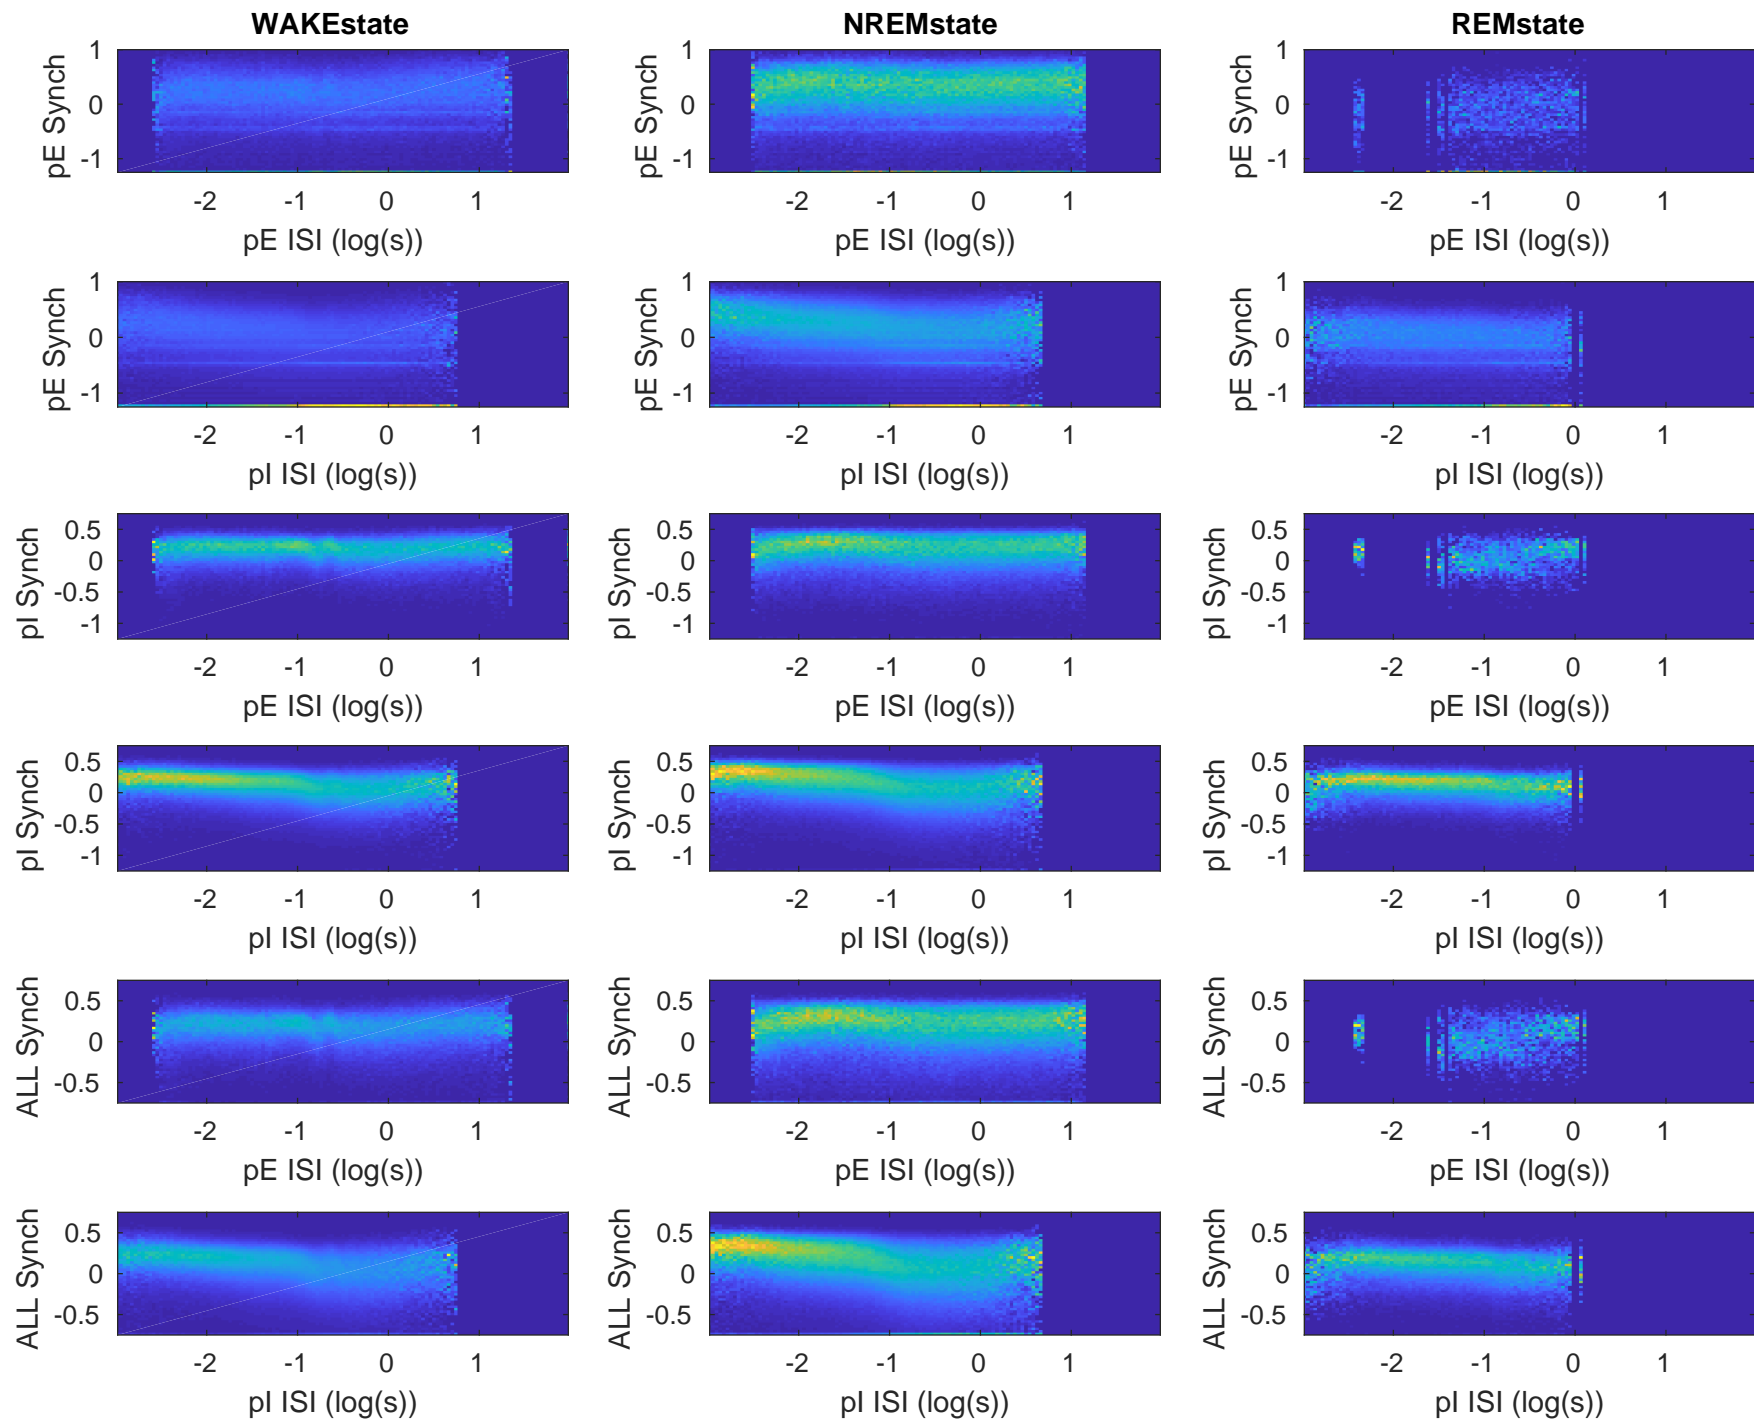 WAKEstate NREMstate REMstate
1 1 1
pE Synch pE Synch pE Synch
0 0 0
-1 -1 -1
-2 -1 0 1 -2 -1 0 1 -2 -1 0 1
pE ISI (log(s)) pE ISI (log(s)) pE ISI (log(s))
1 1 1
pE Synch pE Synch pE Synch
0 0 0
-1 -1 -1
-2 -1 0 1 -2 -1 0 1 -2 -1 0 1
pI ISI (log(s)) pI ISI (log(s)) pI ISI (log(s))
0.5 0.5 0.5
pI Synch pI Synch pI Synch
0 0 0
-0.5 -0.5 -0.5
-1 -1 -1
-2 -1 0 1 -2 -1 0 1 -2 -1 0 1
pE ISI (log(s)) pE ISI (log(s)) pE ISI (log(s))
0.5 0.5 0.5
pI Synch pI Synch pI Synch
0 0 0
-0.5 -0.5 -0.5
-1 -1 -1
-2 -1 0 1 -2 -1 0 1 -2 -1 0 1
pI ISI (log(s)) pI ISI (log(s)) pI ISI (log(s))
0.5 0.5 0.5
ALL Synch ALL Synch ALL Synch
0 0 0
-0.5 -0.5 -0.5
-2 -1 0 1 -2 -1 0 1 -2 -1 0 1
pE ISI (log(s)) pE ISI (log(s)) pE ISI (log(s))
0.5 0.5 0.5
ALL Synch ALL Synch ALL Synch
0 0 0
-0.5 -0.5 -0.5
-2 -1 0 1 -2 -1 0 1 -2 -1 0 1
pI ISI (log(s)) pI ISI (log(s)) pI ISI (log(s))